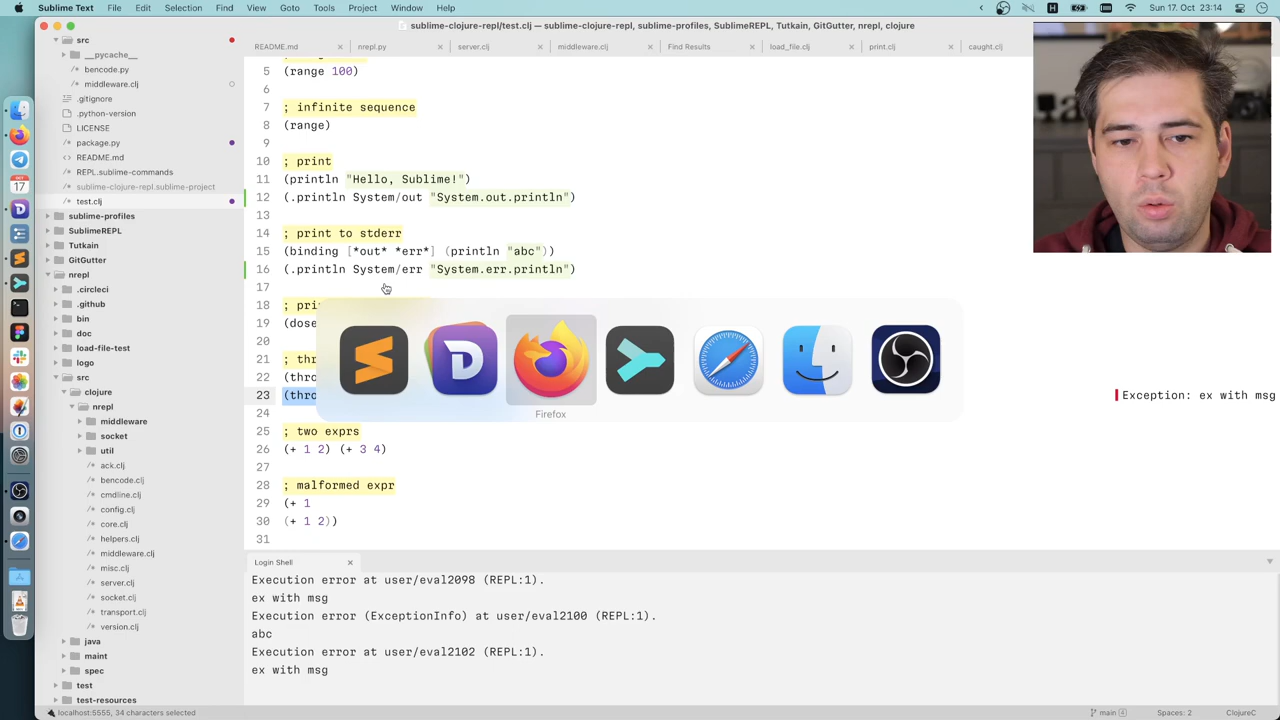 Sublime Text File Edit Selection Find View Goto Tools Project Window Help Sun 17. Oct 23:14
sublime-clojure-repl/test.clj — sublime-clojure-repl, sublime-profiles, SublimeREPL, Tutkain, GitGutter, nrepl, clojure
README.md nrepl.py server.clj middleware.clj Find Results load_file.clj print.clj caught.clj
src
__pycache__
bencode.py
middleware.clj
.gitignore
.python-version
LICENSE
package.py
README.md
REPL.sublime-commands
sublime-clojure-repl.sublime-project
test.clj
sublime-profiles
SublimeREPL
Tutkain
GitGutter
nrepl
.circleci
.github
bin
doc
load-file-test
logo
src
clojure
nrepl
middleware
socket
util
ack.clj
bencode.clj
cmdline.clj
config.clj
core.clj
helpers.clj
middleware.clj
misc.clj
server.clj
socket.clj
transport.clj
version.clj
java
maint
spec
test
test-resources
5 (range 100)
6
7 ; infinite sequence
8 (range)
9
10 ; print
11 (println "Hello, Sublime!")
12 (.println System/out "System.out.println")
13
14 ; print to stderr
15 (binding [*out* *err*] (println "abc"))
16 (.println System/err "System.err.println")
17
18 ; pri
19 (dose
20
21 ; thr
22 (thr
23 (thro
24
25 ; two exprs
26 (+ 1 2) (+ 3 4)
27
28 ; malformed expr
29 (+ 1
30 (+ 1 2))
31
Firefox
Exception: ex with msg
Login Shell
Execution error at user/eval2098 (REPL:1).
ex with msg
Execution error (ExceptionInfo) at user/eval2100 (REPL:1).
abc
Execution error at user/eval2102 (REPL:1).
ex with msg
localhost:5555, 34 characters selected main 4 Spaces: 2 ClojureC